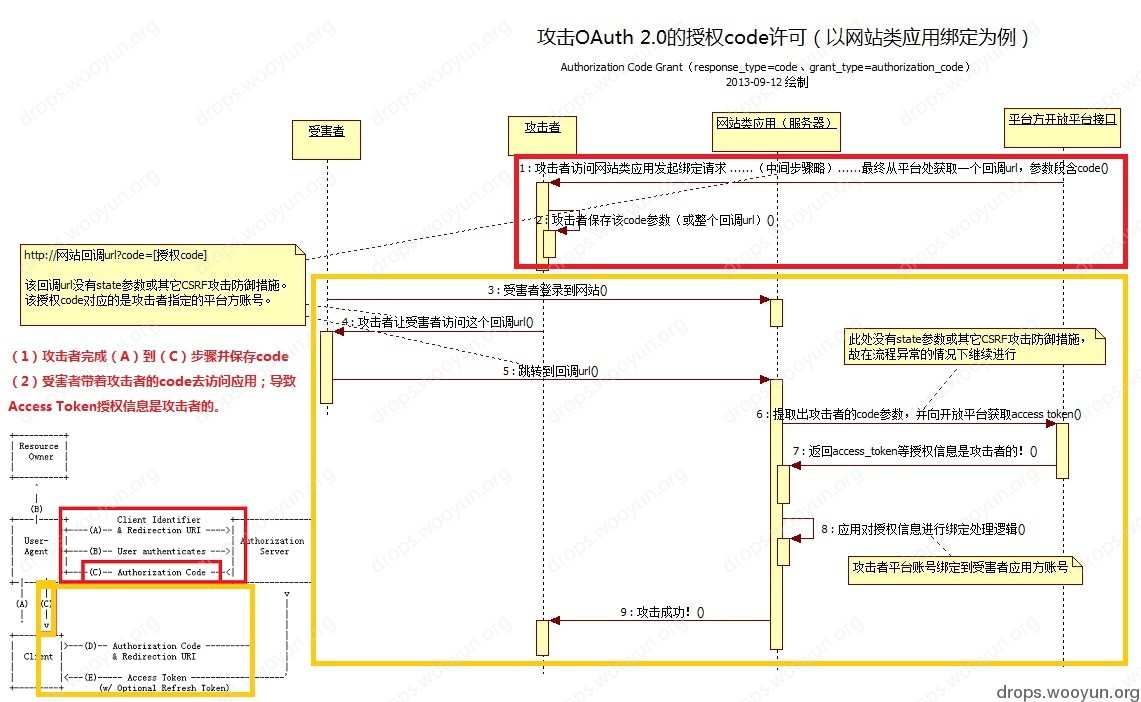 攻击OAuth 2.0的授权code许可（以网站类应用绑定为例）
Authorization Code Grant（response_type=code、grant_type=authorization_code）
2013-09-12 绘制
受害者
攻击者
网站类应用（服务器）
平台方开放平台接口
1：攻击者访问网站类应用发起绑定请求 ......（中间步骤略）......最终从平台处获取一个回调url，参数段含code()
2：攻击者保存该code参数（或整个回调url）()
http://网站回调url?code=[授权code]
该回调url没有state参数或其它CSRF攻击防御措施。
该授权code对应的是攻击者指定的平台方账号。
3：受害者登录到网站()
4：攻击者让受害者访问这个回调url()
此处没有state参数或其它CSRF攻击防御措施，
故在流程异常的情况下继续进行
5：跳转到回调url()
6：提取出攻击者的code参数，并向开放平台获取access token()
7：返回access_token等授权信息是攻击者的！()
8：应用对授权信息进行绑定处理逻辑()
攻击者平台账号绑定到受害者应用方账号
9：攻击成功！()
（1）攻击者完成（A）到（C）步骤并保存code
（2）受害者带着攻击者的code去访问应用；导致
Access Token授权信息是攻击者的。
Resource
Owner
(B)
Client Identifier
(A)-- & Redirection URI ---->
User-
Agent
(B)-- User authenticates --->
Authorization
Server
(C)-- Authorization Code ---<
(A)
(C)
>---(D)-- Authorization Code
& Redirection URI
Client
<---(E)----- Access Token
(w/ Optional Refresh Token)
drops.wooyun.org